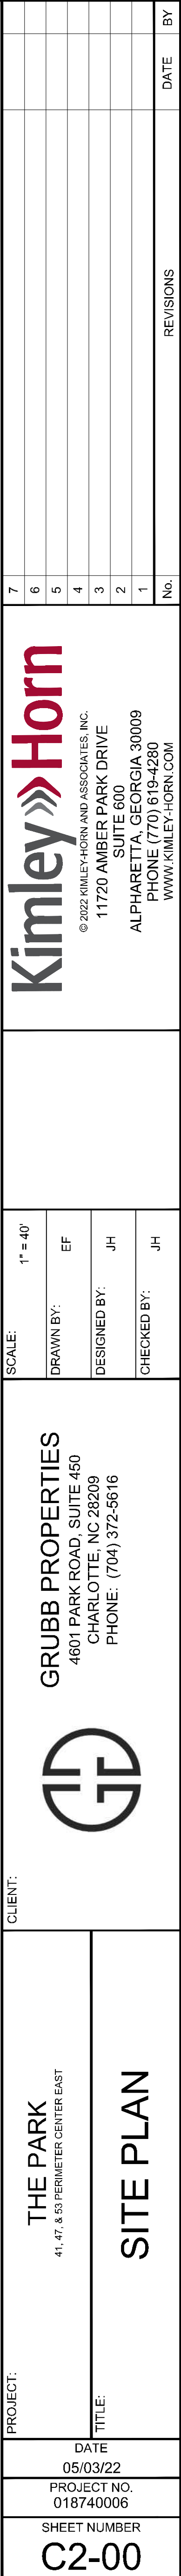 No. REVISIONS DATE BY
1
2
3
4
5
6
7
Kimley»Horn
© 2022 KIMLEY-HORN AND ASSOCIATES, INC.
11720 AMBER PARK DRIVE
SUITE 600
ALPHARETTA, GEORGIA 30009
PHONE (770) 619-4280
WWW.KIMLEY-HORN.COM
SCALE: 1" = 40'
DRAWN BY: EF
DESIGNED BY: JH
CHECKED BY: JH
CLIENT:
GRUBB PROPERTIES
4601 PARK ROAD, SUITE 450
CHARLOTTE, NC 28209
PHONE: (704) 372-5616
PROJECT:
THE PARK
41, 47, & 53 PERIMETER CENTER EAST
TITLE:
SITE PLAN
DATE
05/03/22
PROJECT NO.
018740006
SHEET NUMBER
C2-00